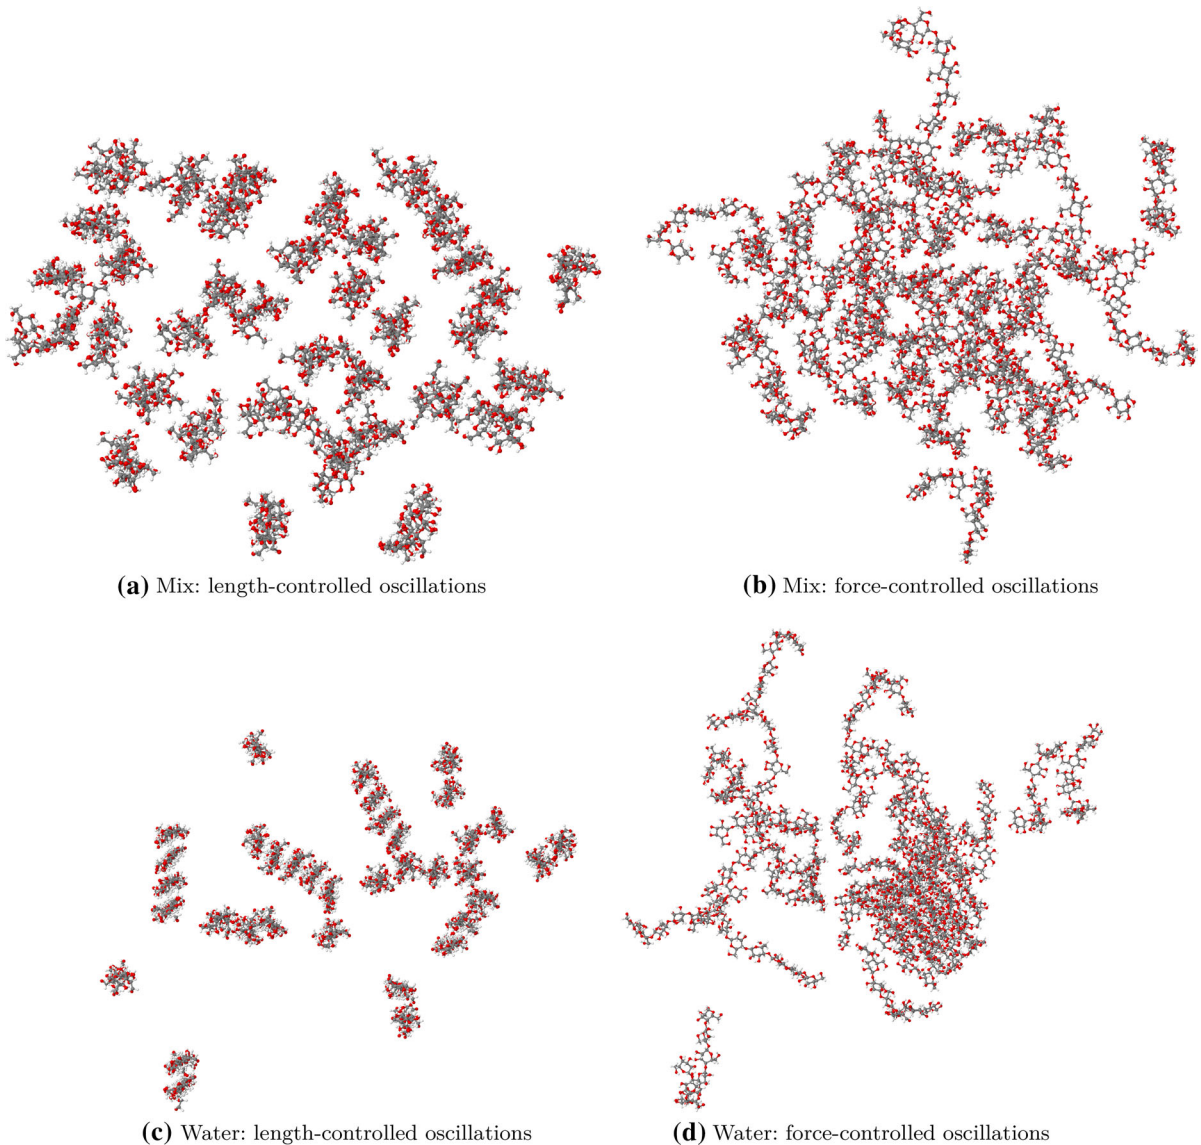 (a) Mix: length-controlled oscillations
(b) Mix: force-controlled oscillations
(c) Water: length-controlled oscillations
(d) Water: force-controlled oscillations